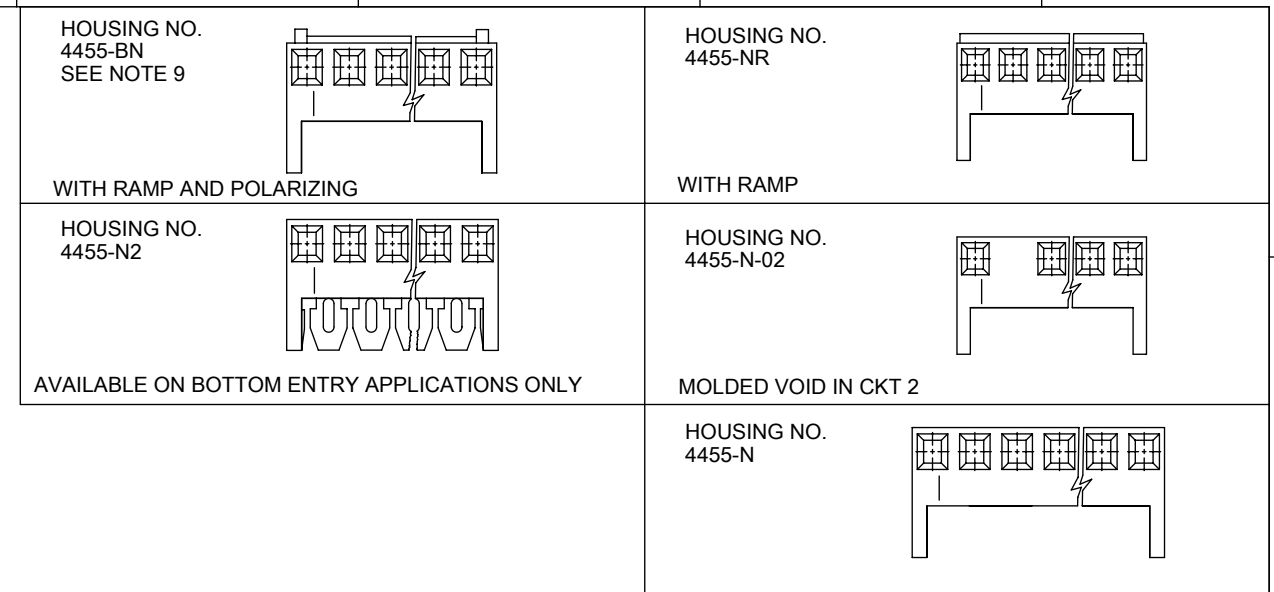 HOUSING NO.
4455-BN
SEE NOTE 9
WITH RAMP AND POLARIZING
HOUSING NO.
4455-NR
WITH RAMP
HOUSING NO.
4455-N2
AVAILABLE ON BOTTOM ENTRY APPLICATIONS ONLY
HOUSING NO.
4455-N-02
MOLDED VOID IN CKT 2
HOUSING NO.
4455-N